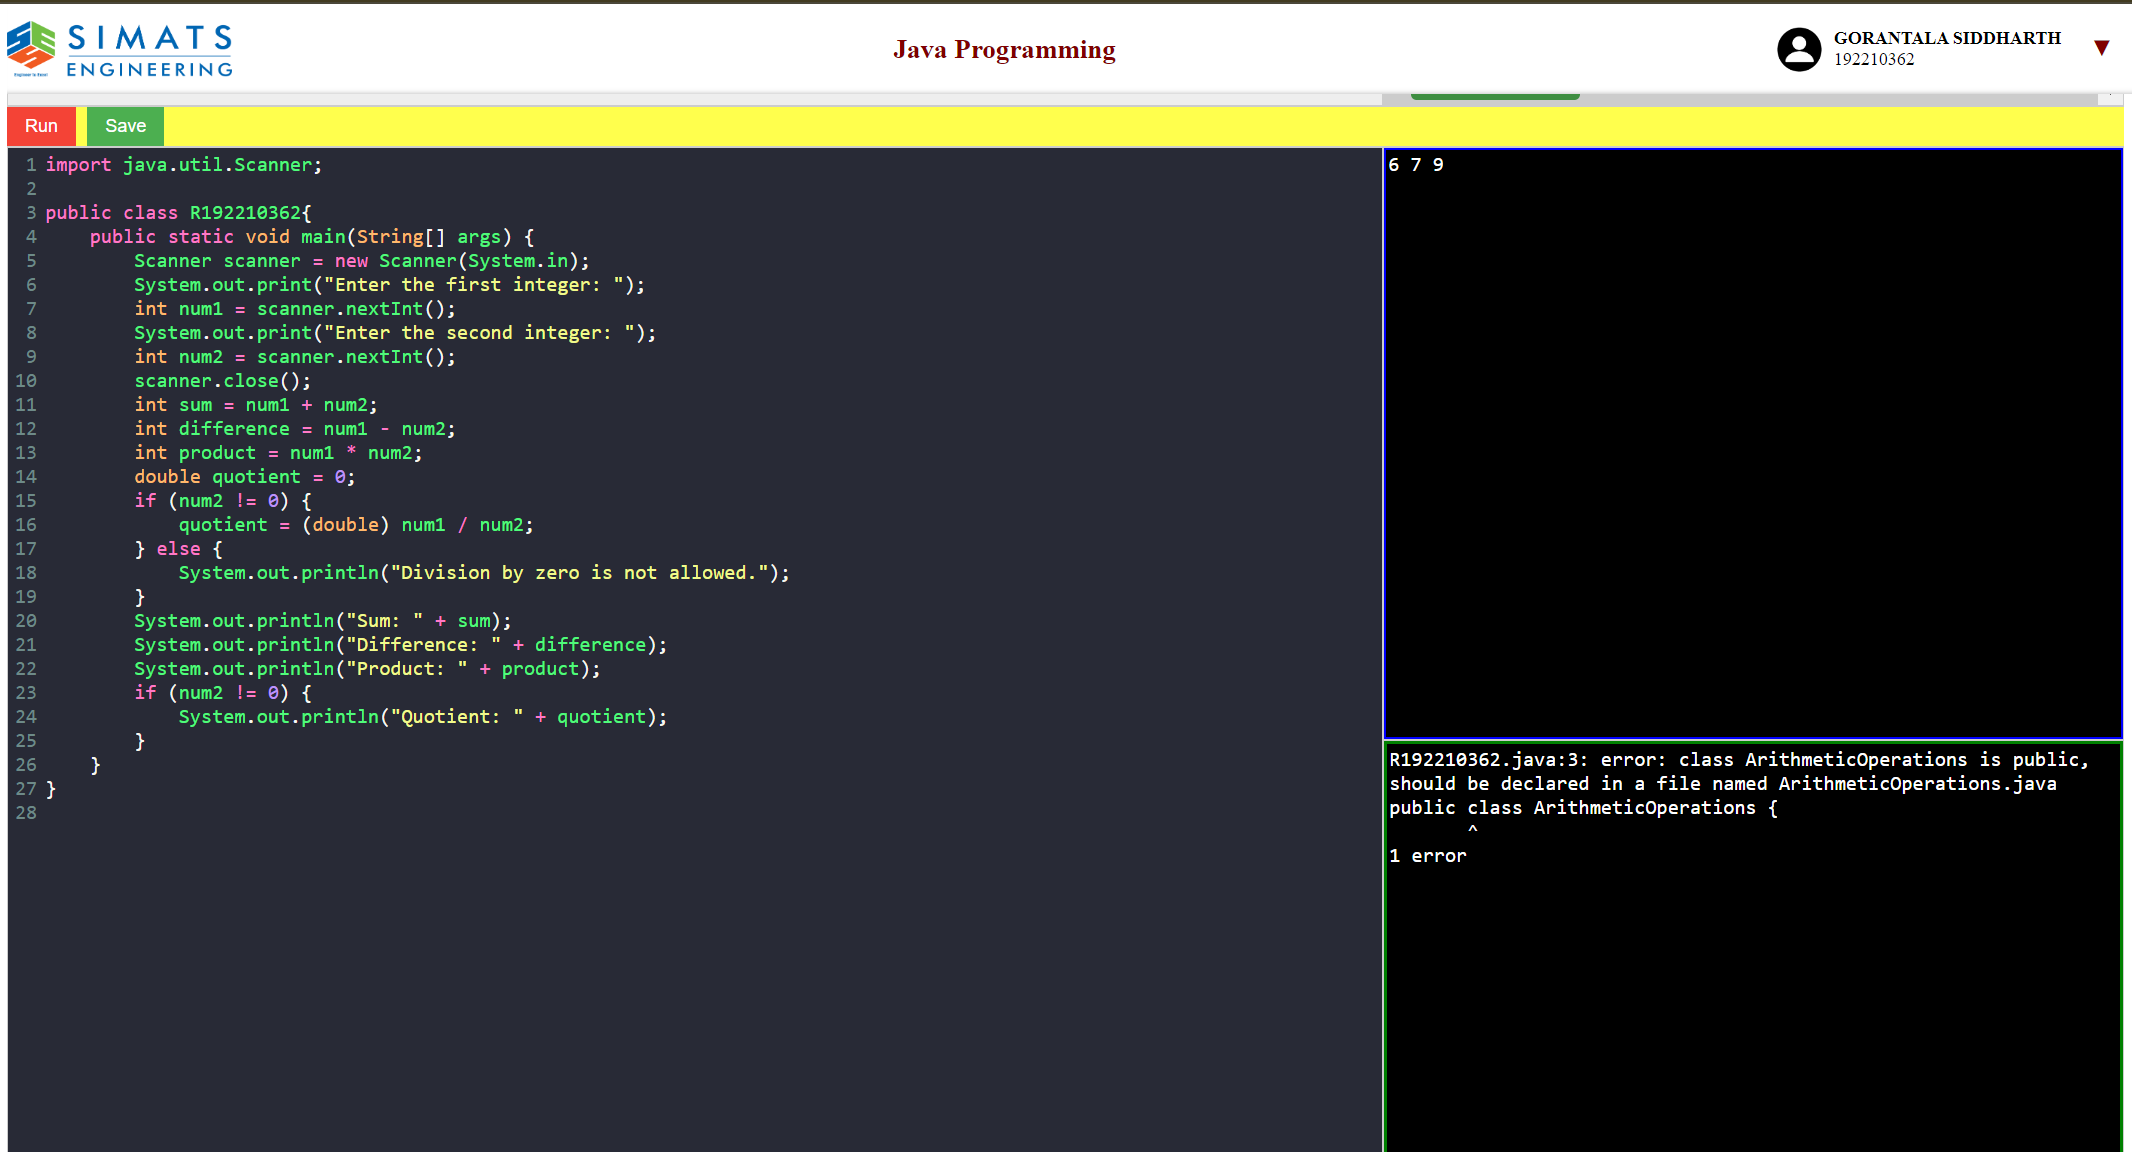 SIMATS
ENGINEERING
Engineer to Excel
Java Programming
GORANTALA SIDDHARTH
192210362
▼
Run
Save
1 import java.util.Scanner;
2
3 public class R192210362{
4     public static void main(String[] args) {
5         Scanner scanner = new Scanner(System.in);
6         System.out.print("Enter the first integer: ");
7         int num1 = scanner.nextInt();
8         System.out.print("Enter the second integer: ");
9         int num2 = scanner.nextInt();
10         scanner.close();
11         int sum = num1 + num2;
12         int difference = num1 - num2;
13         int product = num1 * num2;
14         double quotient = 0;
15         if (num2 != 0) {
16             quotient = (double) num1 / num2;
17         } else {
18             System.out.println("Division by zero is not allowed.");
19         }
20         System.out.println("Sum: " + sum);
21         System.out.println("Difference: " + difference);
22         System.out.println("Product: " + product);
23         if (num2 != 0) {
24             System.out.println("Quotient: " + quotient);
25         }
26     }
27 }
28
6 7 9
R192210362.java:3: error: class ArithmeticOperations is public,
should be declared in a file named ArithmeticOperations.java
public class ArithmeticOperations {
       ^
1 error